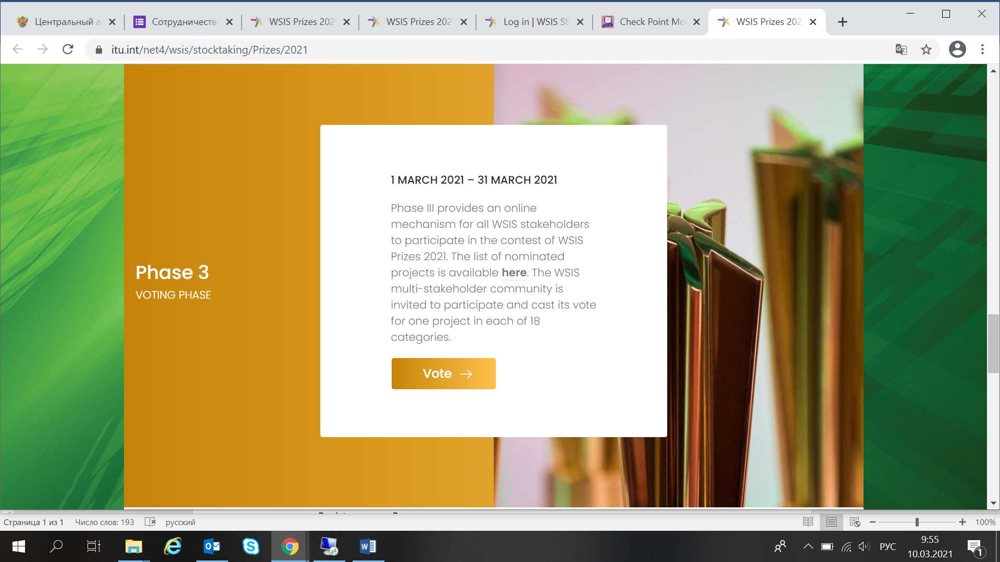 Центральный а
Сотрудничеств
WSIS Prizes 202
WSIS Prizes 202
Log in | WSIS St
Check Point Mo
WSIS Prizes 202
itu.int/net4/wsis/stocktaking/Prizes/2021
Phase 3
VOTING PHASE
1 MARCH 2021 – 31 MARCH 2021
Phase III provides an online
mechanism for all WSIS stakeholders
to participate in the contest of WSIS
Prizes 2021. The list of nominated
projects is available here. The WSIS
multi-stakeholder community is
invited to participate and cast its vote
for one project in each of 18
categories.
Vote →
Страница 1 из 1 Число слов: 193 русский
100%
РУС
9:55
10.03.2021
1